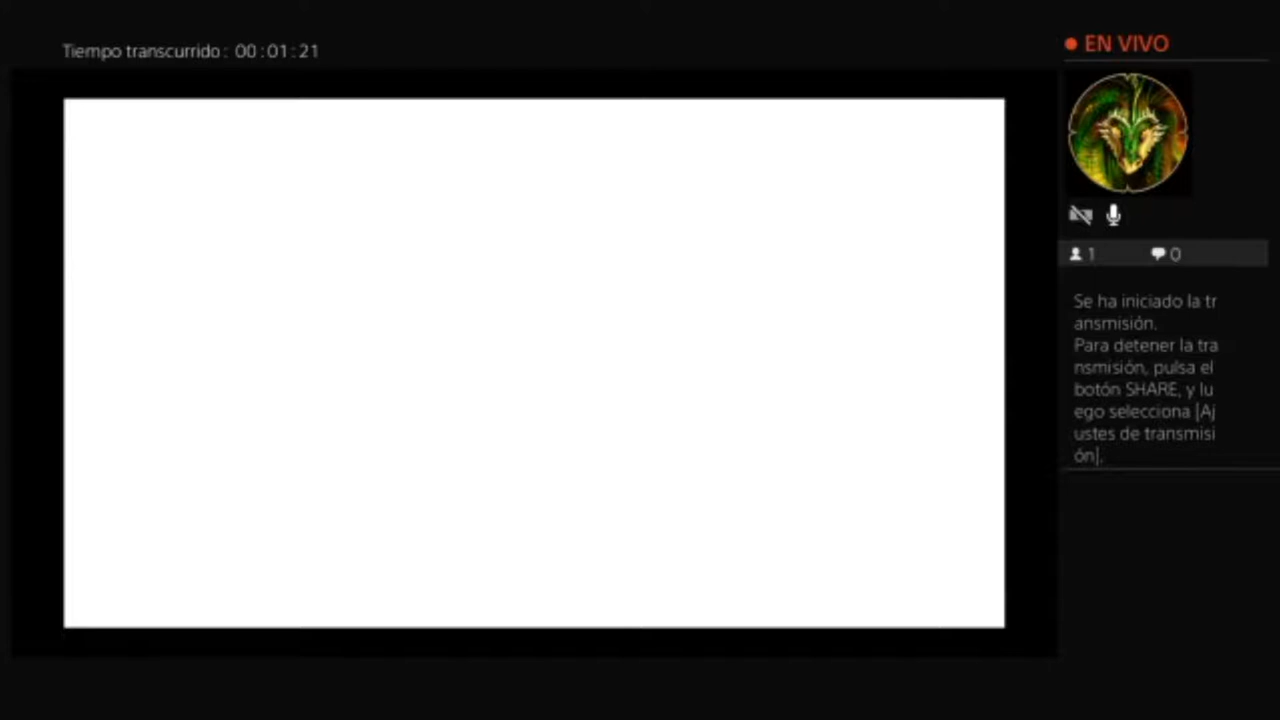 Tiempo transcurrido : 00:01:21
EN VIVO
1
0
Se ha iniciado la tr
ansmisión.
Para detener la tra
nsmisión, pulsa el
botón SHARE, y lu
ego selecciona [Aj
ustes de transmisi
ón].